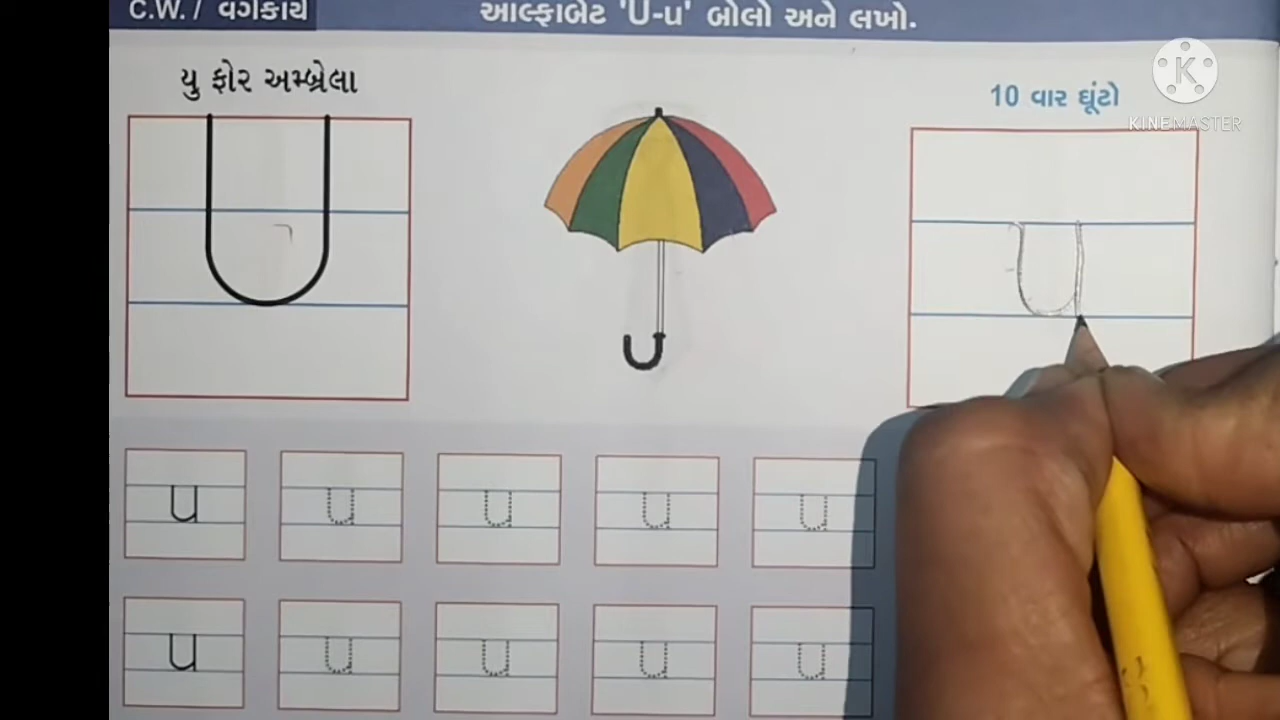 C.W. / વર્ગકાર્ય
આલ્ફાબેટ 'U-u' બોલો અને લખો.
યુ ફોર અમ્બ્રેલા
10 વાર ઘૂંટો
K
KINEMASTER
U
u
u u u u u
u u u u u